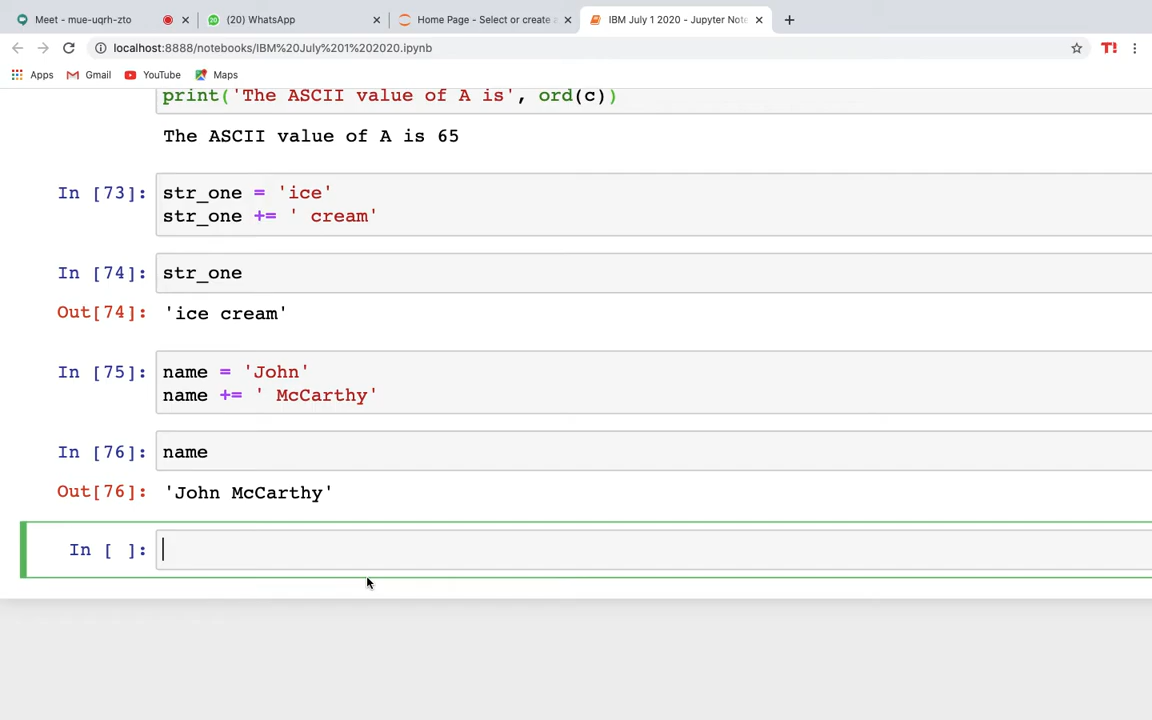 Meet - mue-uqrh-zto
(20) WhatsApp
Home Page - Select or create a
IBM July 1 2020 - Jupyter Note
localhost:8888/notebooks/IBM%20July%201%202020.ipynb
T!
Apps Gmail YouTube Maps
print('The ASCII value of A is', ord(c))
The ASCII value of A is 65
In [73]: str_one = 'ice'
str_one += ' cream'
In [74]: str_one
Out[74]: 'ice cream'
In [75]: name = 'John'
name += ' McCarthy'
In [76]: name
Out[76]: 'John McCarthy'
In [ ]: